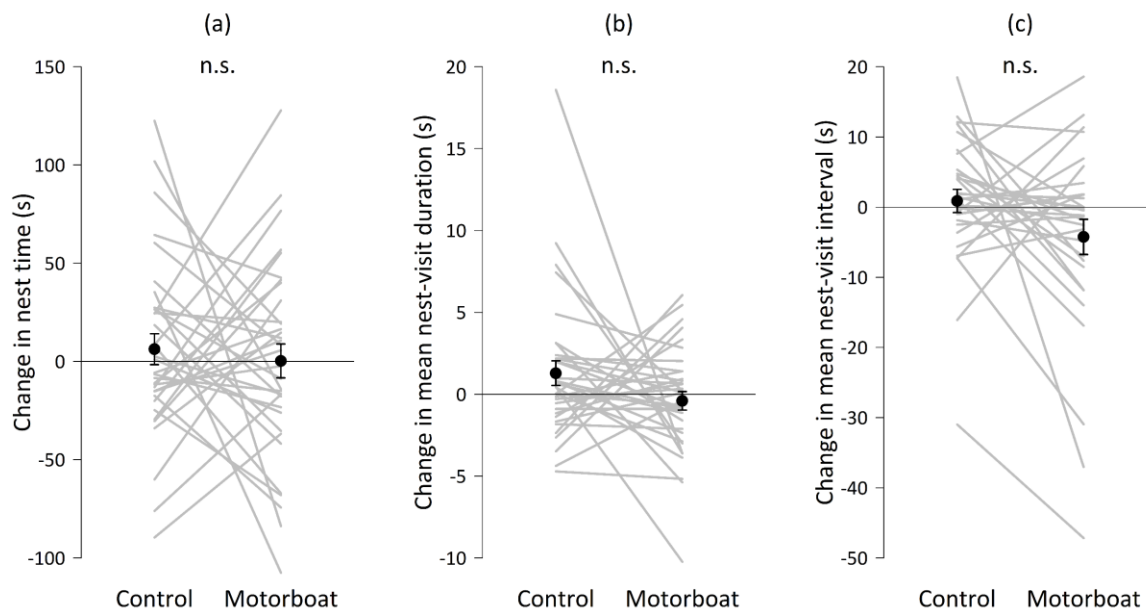 (a)
n.s.
Change in nest time (s)
150
100
50
0
-50
-100
Control Motorboat
(b)
n.s.
Change in mean nest-visit duration (s)
20
15
10
5
0
-5
-10
Control Motorboat
(c)
n.s.
Change in mean nest-visit interval (s)
20
10
0
-10
-20
-30
-40
-50
Control Motorboat